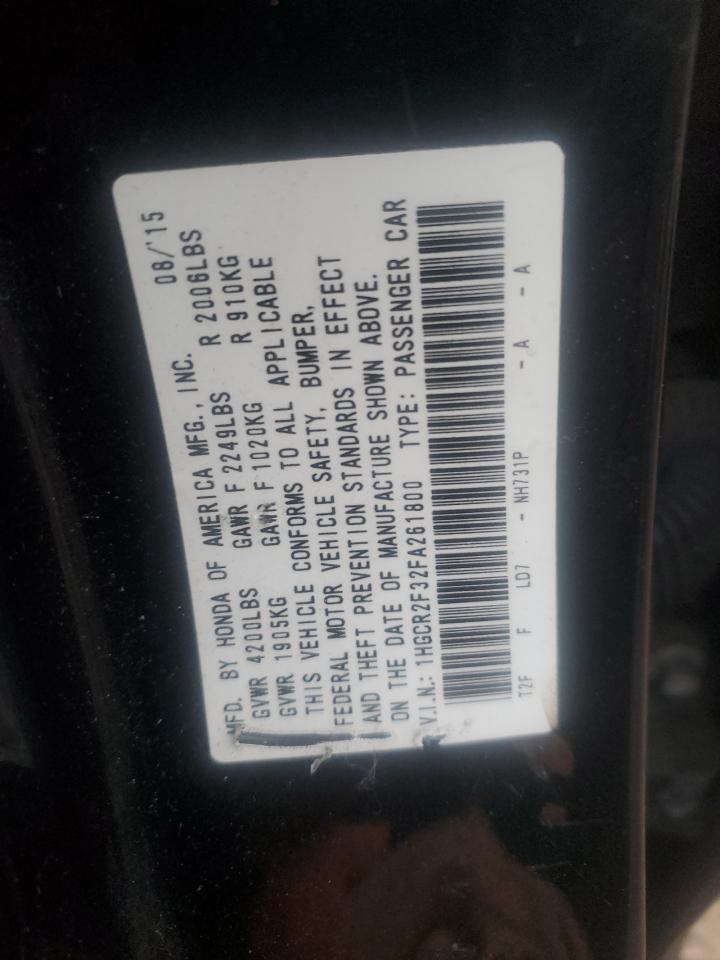 MFD. BY HONDA OF AMERICA MFG., INC. 08/'15
GVWR 4200LBS GAWR F 2249LBS R 2006LBS
GVWR 1905KG GAWR F 1020KG R 910KG
THIS VEHICLE CONFORMS TO ALL APPLICABLE
FEDERAL MOTOR VEHICLE SAFETY, BUMPER,
AND THEFT PREVENTION STANDARDS IN EFFECT
ON THE DATE OF MANUFACTURE SHOWN ABOVE.
V.I.N.: 1HGCR2F32FA261800 TYPE: PASSENGER CAR
T2F F LD7 - NH731P - A - A